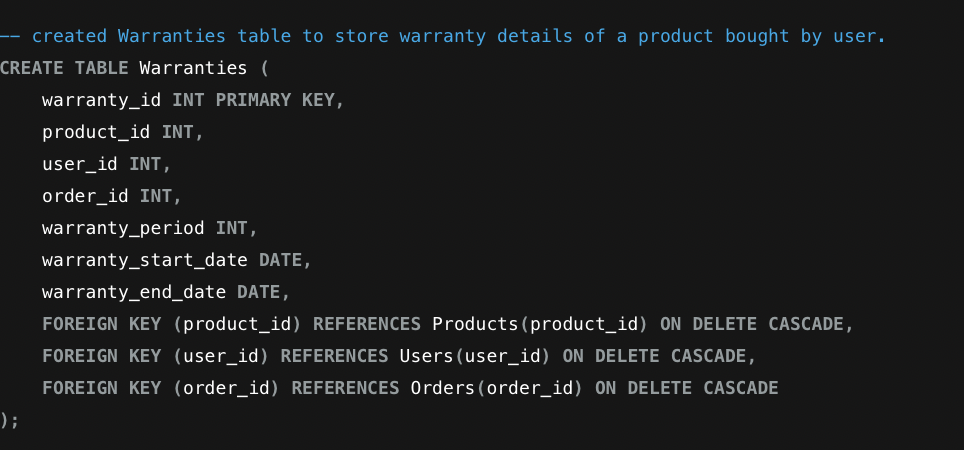 -- created Warranties table to store warranty details of a product bought by user.
CREATE TABLE Warranties (
    warranty_id INT PRIMARY KEY,
    product_id INT,
    user_id INT,
    order_id INT,
    warranty_period INT,
    warranty_start_date DATE,
    warranty_end_date DATE,
    FOREIGN KEY (product_id) REFERENCES Products(product_id) ON DELETE CASCADE,
    FOREIGN KEY (user_id) REFERENCES Users(user_id) ON DELETE CASCADE,
    FOREIGN KEY (order_id) REFERENCES Orders(order_id) ON DELETE CASCADE
);